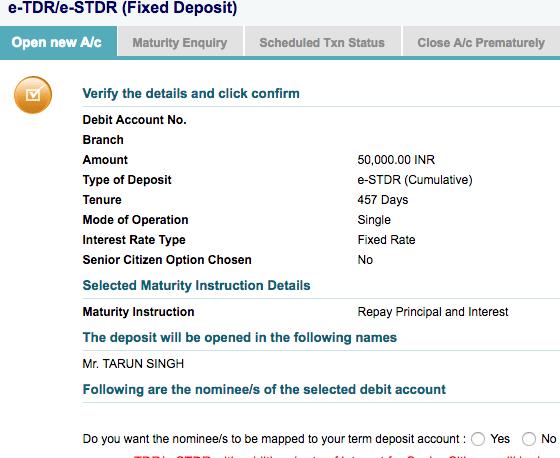 e-TDR/e-STDR (Fixed Deposit)
Open new A/c Maturity Enquiry Scheduled Txn Status Close A/c Prematurely
Verify the details and click confirm
Debit Account No.
Branch
Amount 50,000.00 INR
Type of Deposit e-STDR (Cumulative)
Tenure 457 Days
Mode of Operation Single
Interest Rate Type Fixed Rate
Senior Citizen Option Chosen No
Selected Maturity Instruction Details
Maturity Instruction Repay Principal and Interest
The deposit will be opened in the following names
Mr. TARUN SINGH
Following are the nominee/s of the selected debit account
Do you want the nominee/s to be mapped to your term deposit account : Yes No